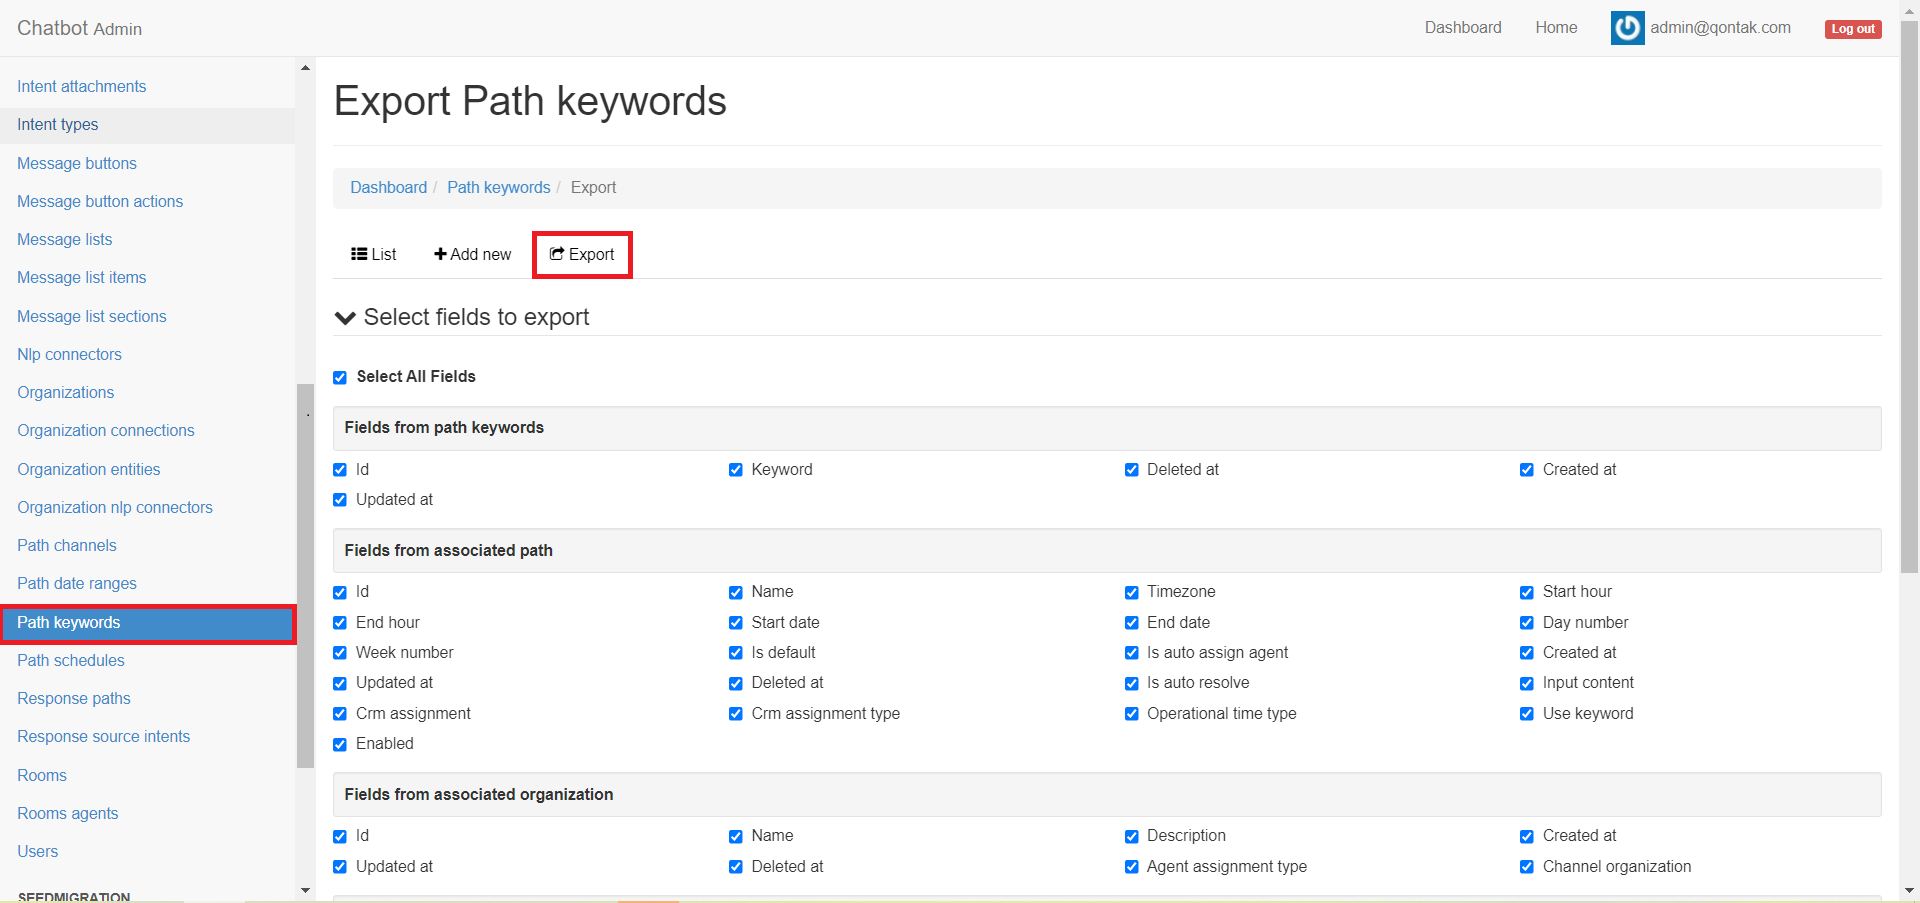 Chatbot Admin
Dashboard
Home
admin@qontak.com
Log out
Intent attachments
Intent types
Message buttons
Message button actions
Message lists
Message list items
Message list sections
Nlp connectors
Organizations
Organization connections
Organization entities
Organization nlp connectors
Path channels
Path date ranges
Path keywords
Path schedules
Response paths
Response source intents
Rooms
Rooms agents
Users
SEEDMIGRATION
Export Path keywords
Dashboard / Path keywords / Export
List
Add new
Export
Select fields to export
Select All Fields
Fields from path keywords
Id Keyword Deleted at Created at
Updated at
Fields from associated path
Id Name Timezone Start hour
End hour Start date End date Day number
Week number Is default Is auto assign agent Created at
Updated at Deleted at Is auto resolve Input content
Crm assignment Crm assignment type Operational time type Use keyword
Enabled
Fields from associated organization
Id Name Description Created at
Updated at Deleted at Agent assignment type Channel organization